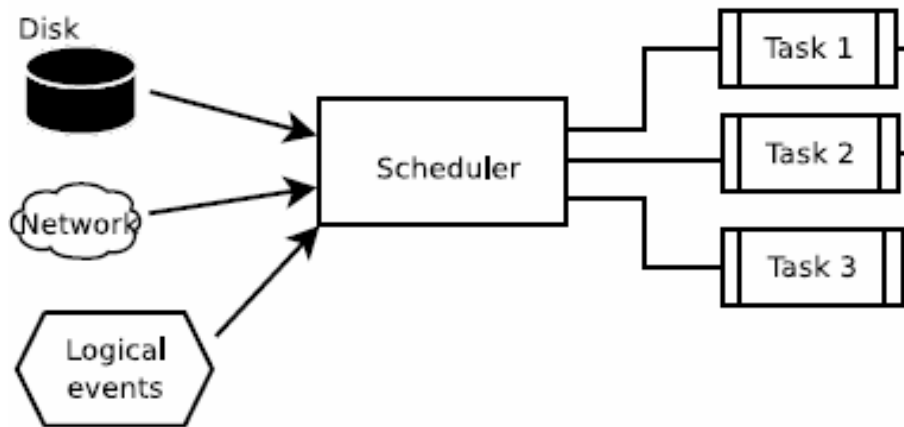 Disk
Network
Logical
events
Scheduler
Task 1
Task 2
Task 3